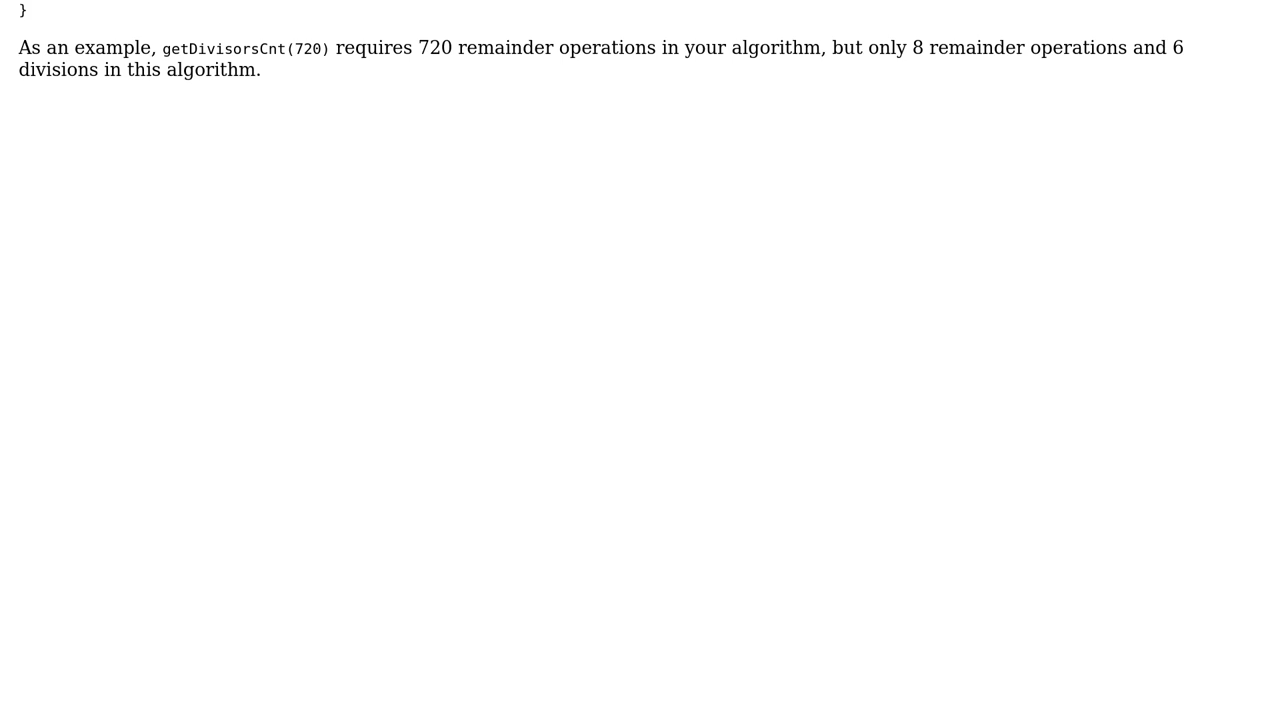 }
As an example, getDivisorsCnt(720) requires 720 remainder operations in your algorithm, but only 8 remainder operations and 6
divisions in this algorithm.